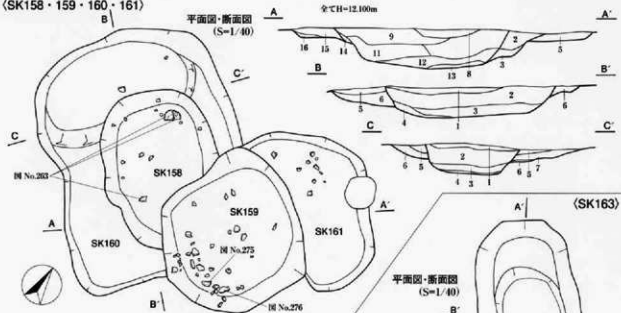 〈SK158・159・160・161〉
平面図・断面図
(S=1/40)
全てH=12.100m
A A'
9 2
16 15 14 11 12 13 8 3 5
B B'
5 6 2 3 4 1 6
C C'
6 5 2 4 3 1 6 5 7
B
C'
C
SK158
図No.263
SK159
SK161
A'
図No.275
A
SK160
B'
図No.276
〈SK163〉
A'
平面図・断面図
(S=1/40)
B'